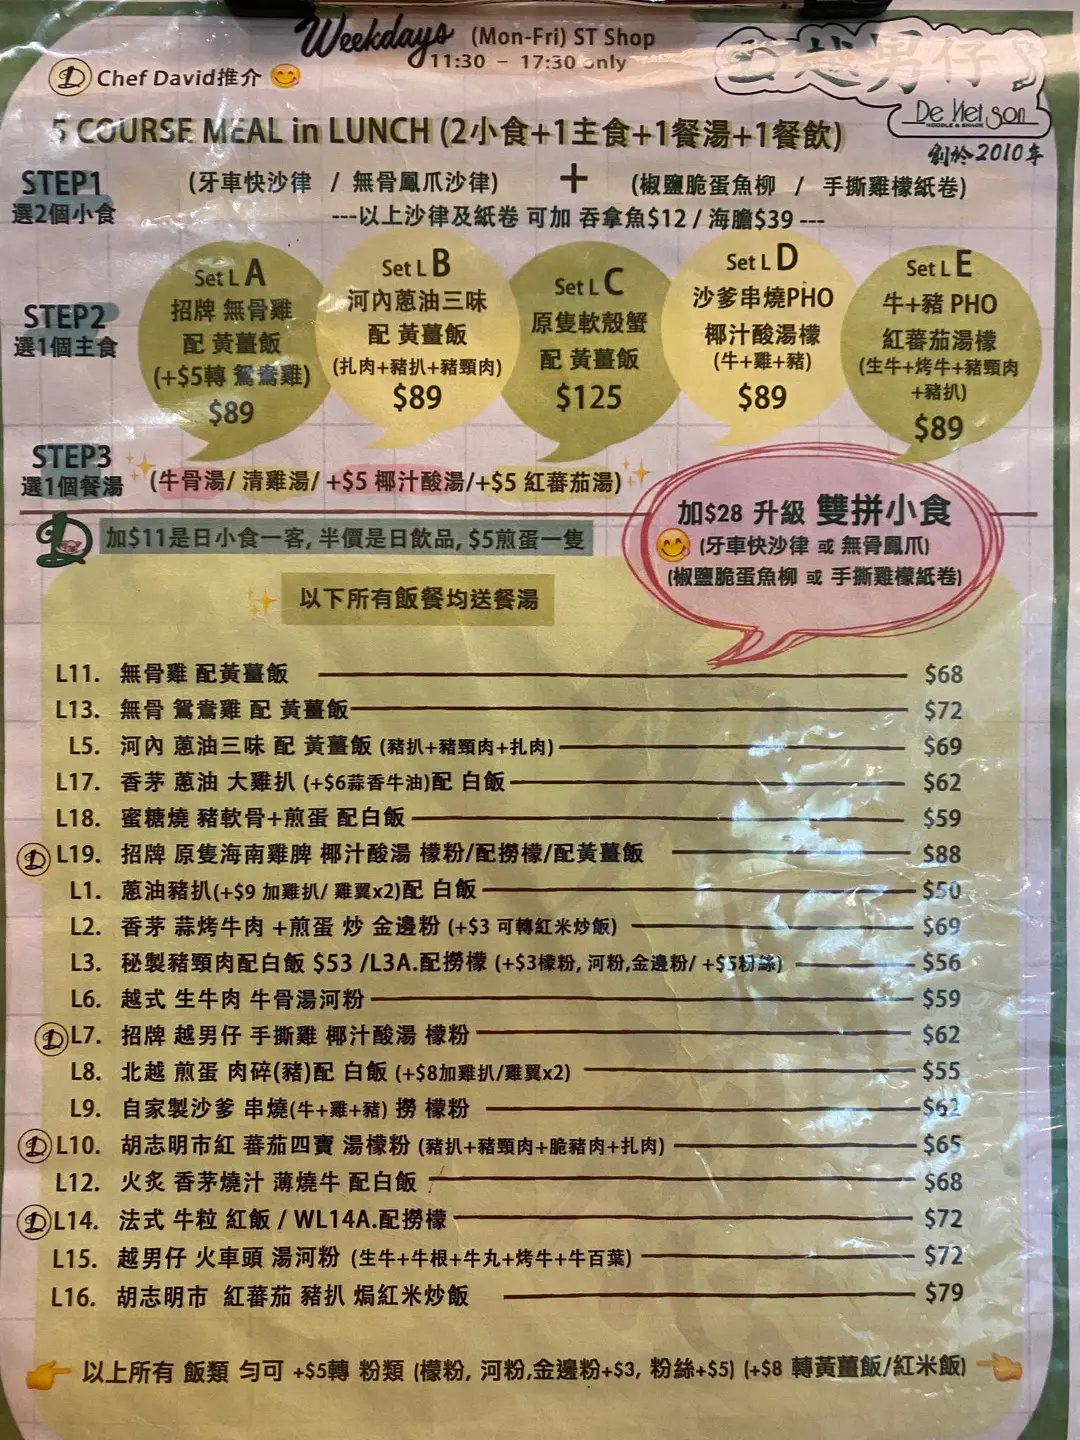 Weekdays (Mon-Fri) ST Shop
11:30 - 17:30 only
越男仔
De Viet Son
NOODLE & SNACK
創於2010年
Chef David推介
5 COURSE MEAL in LUNCH (2小食+1主食+1餐湯+1餐飲)
STEP1
選2個小食
(牙車快沙律 / 無骨鳳爪沙律) + (椒鹽脆蛋魚柳 / 手撕雞檬紙卷)
---以上沙律及紙卷 可加 吞拿魚$12 / 海膽$39 ---
STEP2
選1個主食
Set L A
招牌 無骨雞
配 黃薑飯
(+$5轉 鴛鴦雞)
$89
Set L B
河內蔥油三味
配 黃薑飯
(扎肉+豬扒+豬頸肉)
$89
Set L C
原隻軟殼蟹
配 黃薑飯
$125
Set L D
沙爹串燒PHO
椰汁酸湯檬
(牛+雞+豬)
$89
Set L E
牛+豬 PHO
紅蕃茄湯檬
(生牛+烤牛+豬頸肉
+豬扒)
$89
STEP3
選1個餐湯
(牛骨湯/ 清雞湯/ +$5 椰汁酸湯/+$5 紅蕃茄湯)
加$28 升級 雙拼小食
(牙車快沙律 或 無骨鳳爪)
(椒鹽脆蛋魚柳 或 手撕雞檬紙卷)
加$11是日小食一客, 半價是日飲品, $5煎蛋一隻
以下所有飯餐均送餐湯
L11. 無骨雞 配黃薑飯 $68
L13. 無骨 鴛鴦雞 配 黃薑飯 $72
L5. 河內 蔥油三味 配 黃薑飯 (豬扒+豬頸肉+扎肉) $69
L17. 香茅 蔥油 大雞扒 (+$6蒜香牛油)配 白飯 $62
L18. 蜜糖燒 豬軟骨+煎蛋 配白飯 $59
L19. 招牌 原隻海南雞脾 椰汁酸湯 檬粉/配撈檬/配黃薑飯 $88
L1. 蔥油豬扒(+$9 加雞扒/ 雞翼x2)配 白飯 $50
L2. 香茅 蒜烤牛肉 +煎蛋 炒 金邊粉 (+$3 可轉紅米炒飯) $69
L3. 秘製豬頸肉配白飯 $53 /L3A.配撈檬 (+$3檬粉, 河粉,金邊粉/ +$5粉絲) $56
L6. 越式 生牛肉 牛骨湯河粉 $59
L7. 招牌 越男仔 手撕雞 椰汁酸湯 檬粉 $62
L8. 北越 煎蛋 肉碎(豬)配 白飯 (+$8加雞扒/雞翼x2) $55
L9. 自家製沙爹 串燒(牛+雞+豬) 撈 檬粉 $62
L10. 胡志明市紅 蕃茄四寶 湯檬粉 (豬扒+豬頸肉+脆豬肉+扎肉) $65
L12. 火炙 香茅燒汁 薄燒牛 配白飯 $68
L14. 法式 牛粒 紅飯 / WL14A.配撈檬 $72
L15. 越男仔 火車頭 湯河粉 (生牛+牛根+牛丸+烤牛+牛百葉) $72
L16. 胡志明市 紅蕃茄 豬扒 焗紅米炒飯 $79
以上所有 飯類 勻可 +$5轉 粉類 (檬粉, 河粉,金邊粉+$3, 粉絲+$5) (+$8 轉黃薑飯/紅米飯)